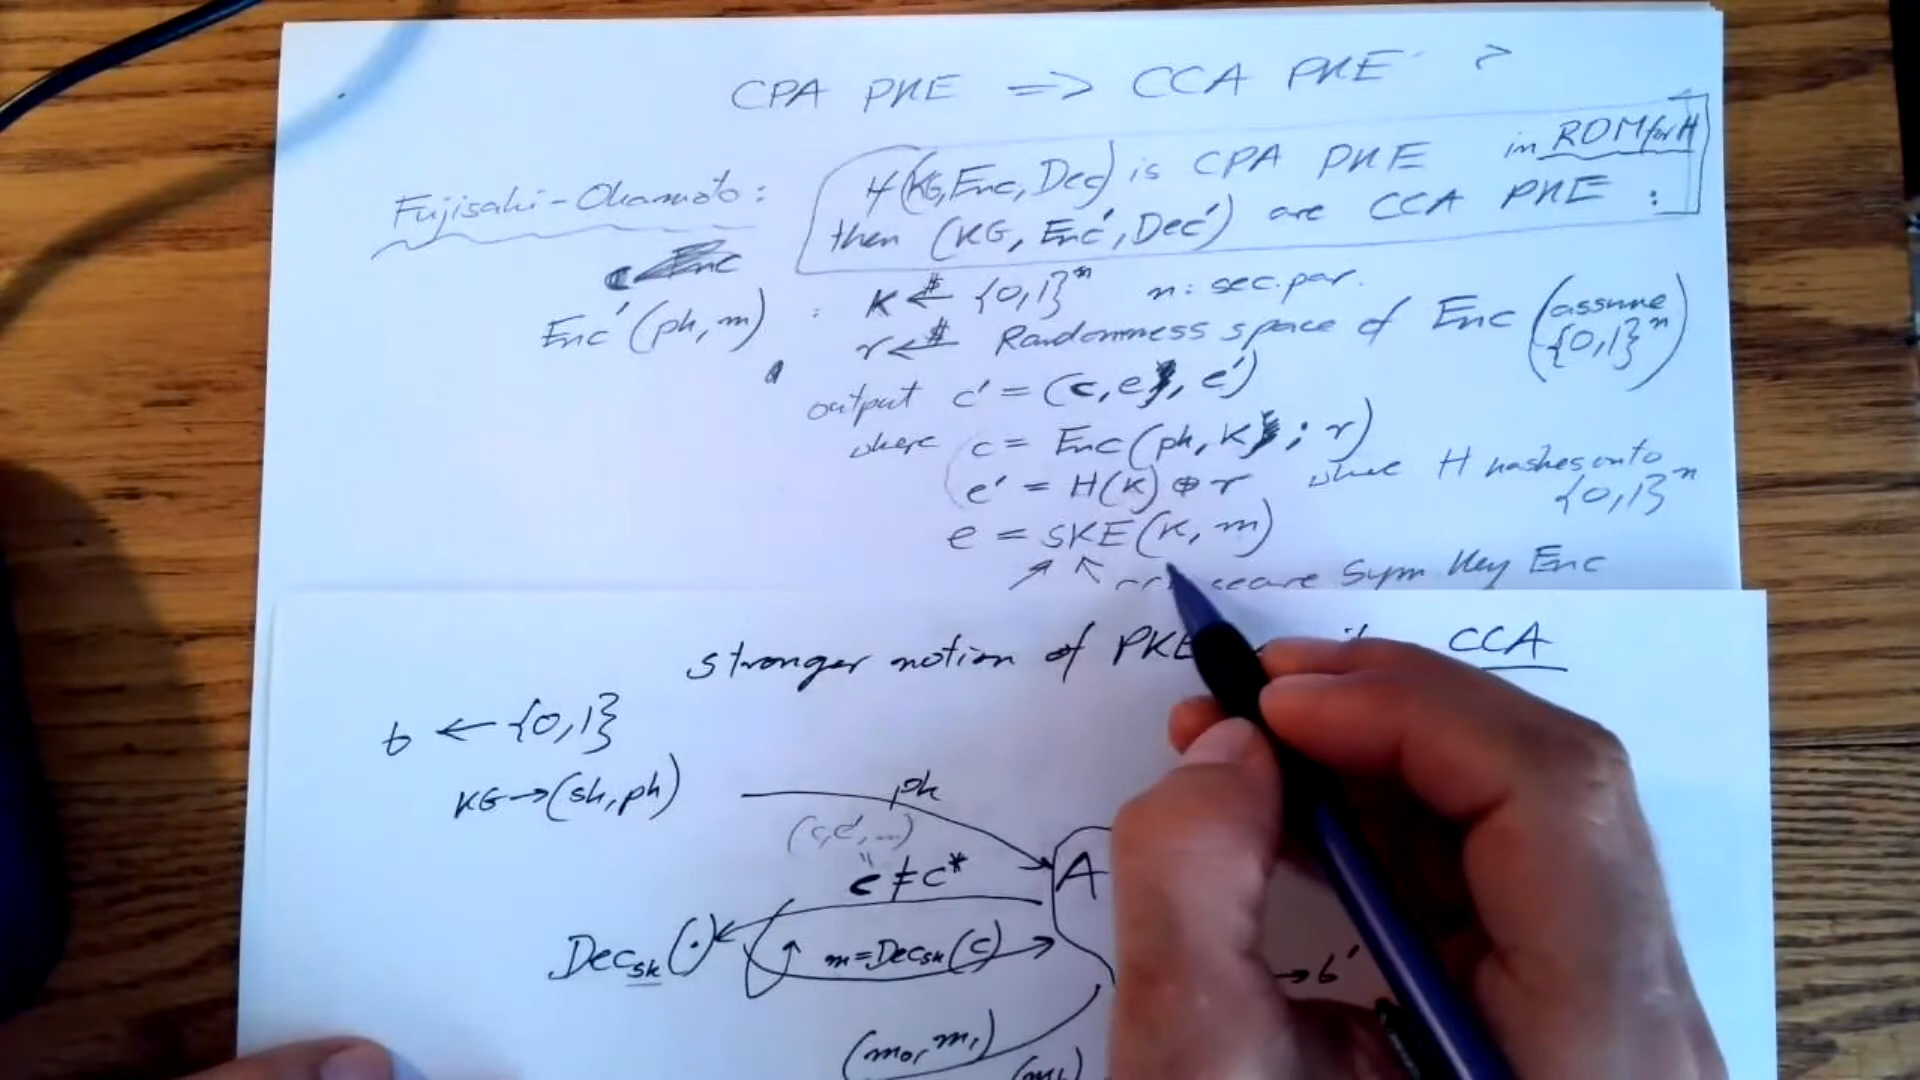 CPA PKE => CCA PKE ?
Fujisaki-Okamoto: If (KG, Enc, Dec) is CPA PKE in ROM for H
then (KG, Enc', Dec') are CCA PKE :
Enc'(pk, m) : K <-$ {0,1}^n n: sec.par.
r <-$ Randomness space of Enc (assume {0,1}^n)
output c' = (c, e, e')
where c = Enc(pk, K; r)
e' = H(K) ⊕ r where H hashes onto {0,1}^n
e = SKE(K, m)
secure Sym Key Enc
stronger notion of PKE CCA
b ← {0,1}
KG → (sk, pk) pk
(c, c', ...)
c ≠ c* A
Dec_sk(·) m = Dec_sk(c) → b'
(m0, m1)